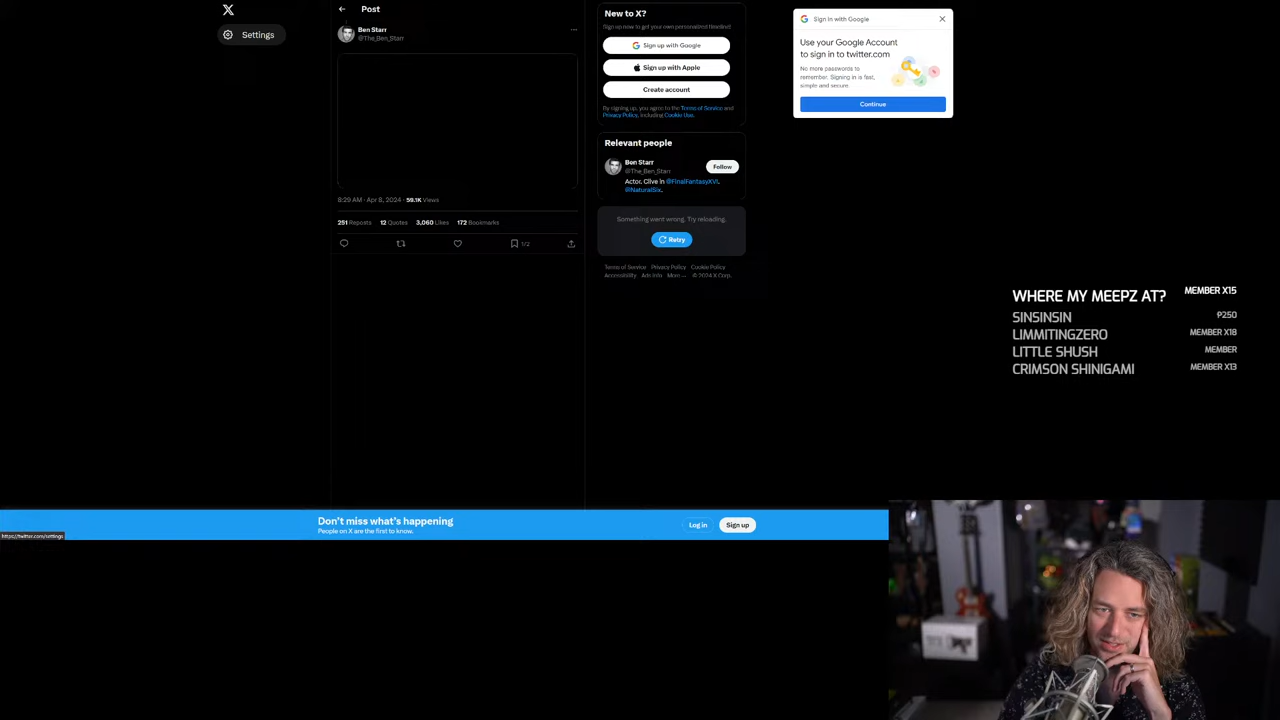 Settings
Post
Ben Starr
@The_Ben_Starr
8:29 AM · Apr 8, 2024 · 59.1K Views
251 Reposts 12 Quotes 3,060 Likes 172 Bookmarks
1/2
New to X?
Sign up now to get your own personalized timeline!
Sign up with Google
Sign up with Apple
Create account
By signing up, you agree to the Terms of Service and
Privacy Policy, including Cookie Use.
Relevant people
Ben Starr
@The_Ben_Starr
Follow
Actor. Clive in @FinalFantasyXVI.
@NaturalSix.
Something went wrong. Try reloading.
Retry
Terms of Service Privacy Policy Cookie Policy
Accessibility Ads info More ... © 2024 X Corp.
Sign in with Google
Use your Google Account
to sign in to twitter.com
No more passwords to
remember. Signing in is fast,
simple and secure.
Continue
WHERE MY MEEPZ AT? MEMBER X15
SINSINSIN ₱250
LIMMITINGZERO MEMBER X18
LITTLE SHUSH MEMBER
CRIMSON SHINIGAMI MEMBER X13
Don't miss what's happening
People on X are the first to know.
Log in
Sign up
https://twitter.com/settings